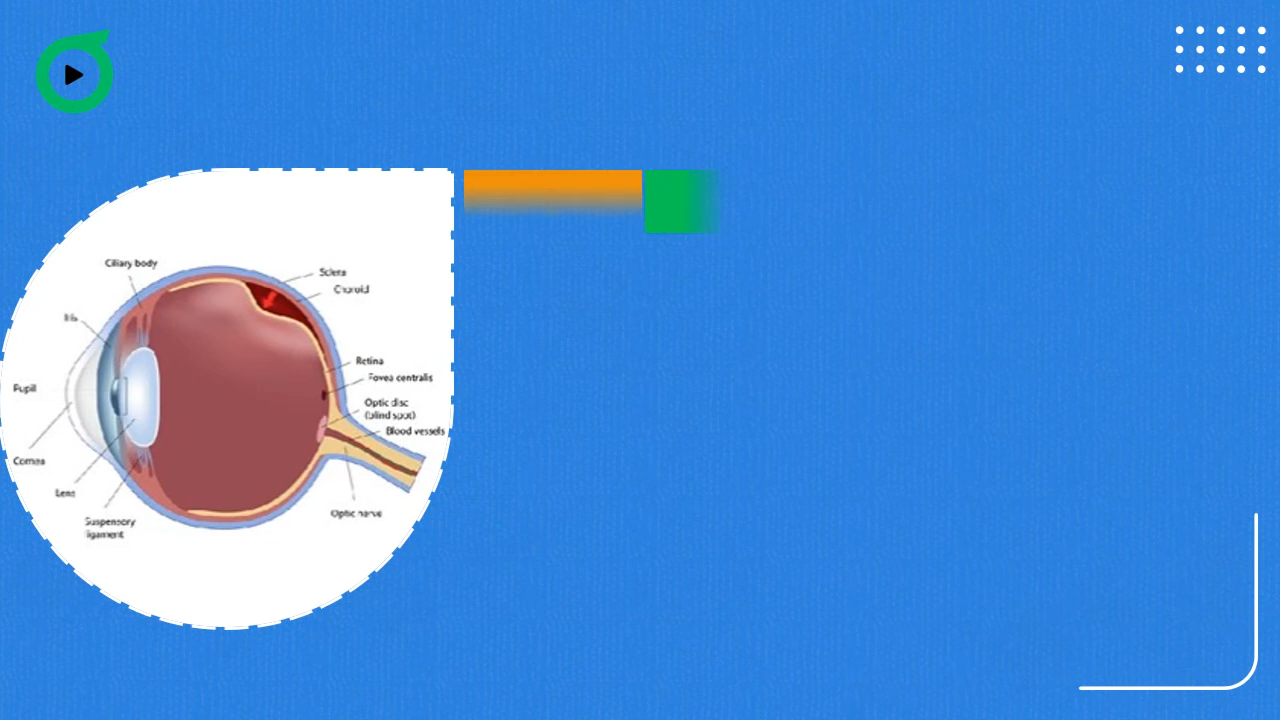 Ciliary body
Sclera
Choroid
Iris
Retina
Fovea centralis
Pupil
Optic disc
(blind spot)
Blood vessels
Cornea
Lens
Optic nerve
Suspensory
ligament